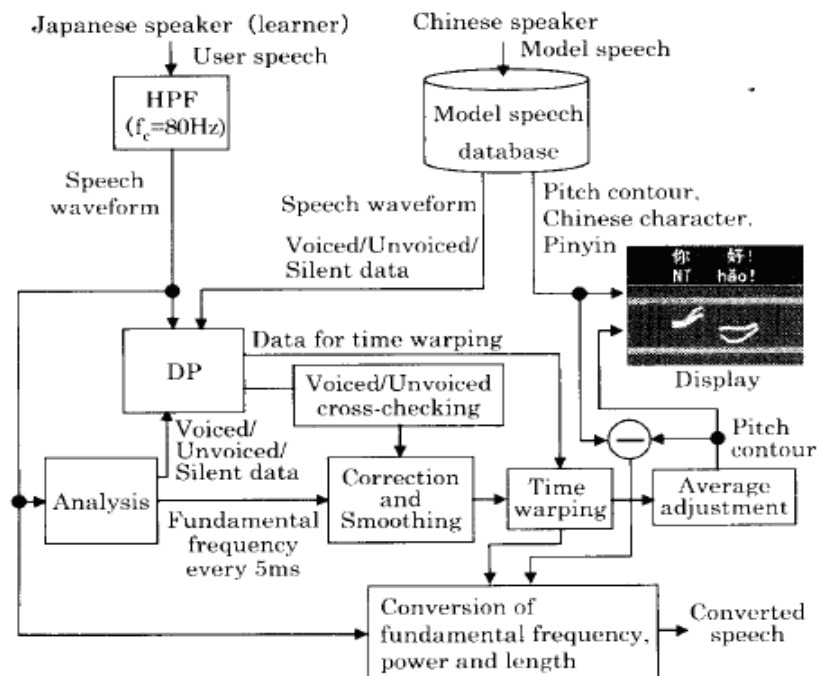 Japanese speaker (learner)
User speech
HPF
(f_c=80Hz)
Speech
waveform
Chinese speaker
Model speech
Model speech
database
Speech waveform
Voiced/Unvoiced/
Silent data
Pitch contour,
Chinese character,
Pinyin
你 好!
Nǐ hǎo!
Display
DP
Data for time warping
Voiced/Unvoiced
cross-checking
Voiced/
Unvoiced/
Silent data
Analysis
Fundamental
frequency
every 5ms
Correction
and
Smoothing
Time
warping
Pitch
contour
Average
adjustment
Conversion of
fundamental frequency,
power and length
Converted
speech